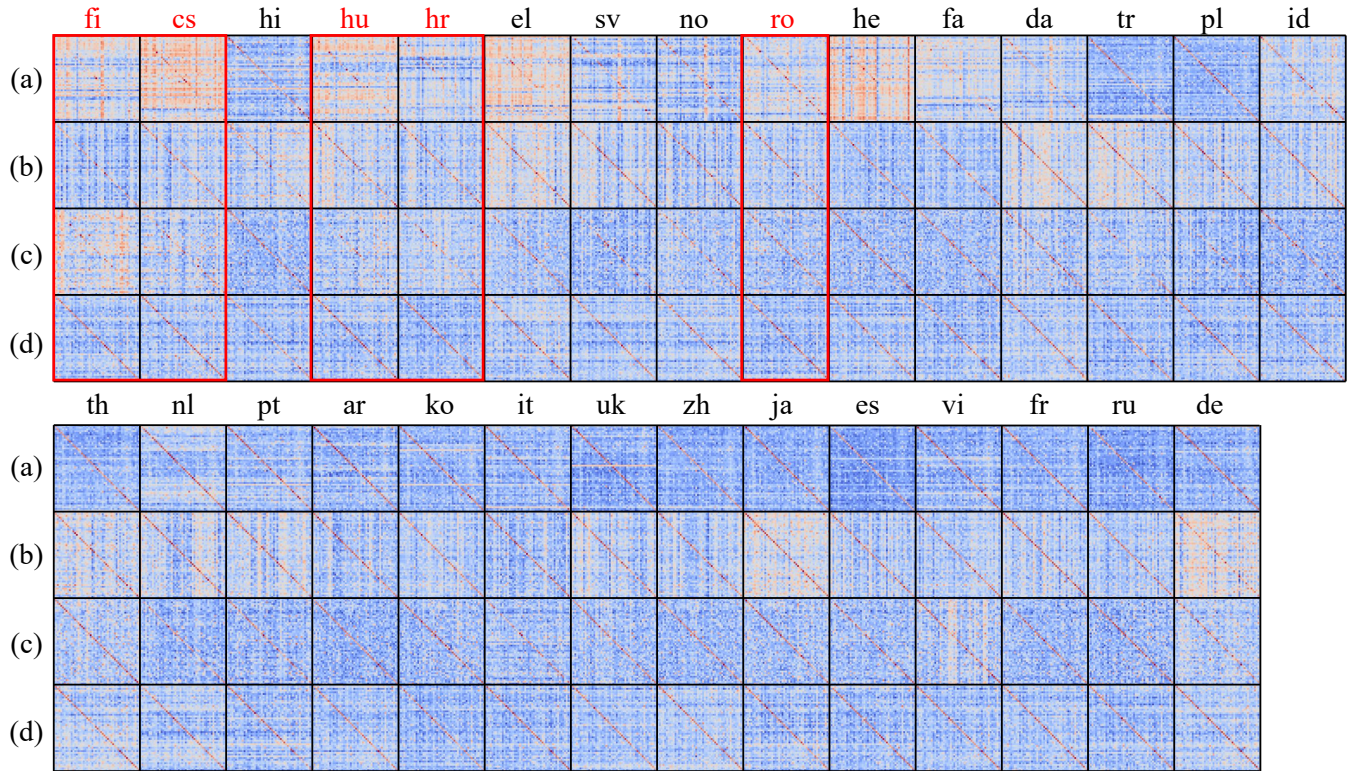 fi cs hi hu hr el sv no ro he fa da tr pl id
(a)
(b)
(c)
(d)
th nl pt ar ko it uk zh ja es vi fr ru de
(a)
(b)
(c)
(d)